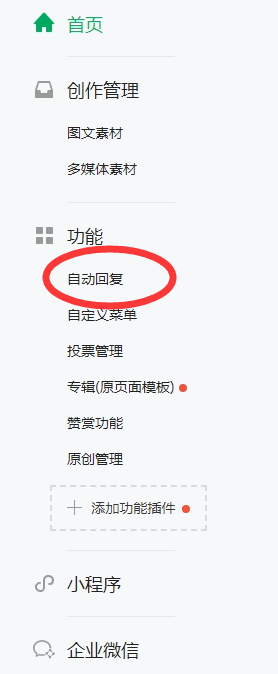 首页
创作管理
图文素材
多媒体素材
功能
自动回复
自定义菜单
投票管理
专辑(原页面模板)
赞赏功能
原创管理
添加功能插件
小程序
企业微信